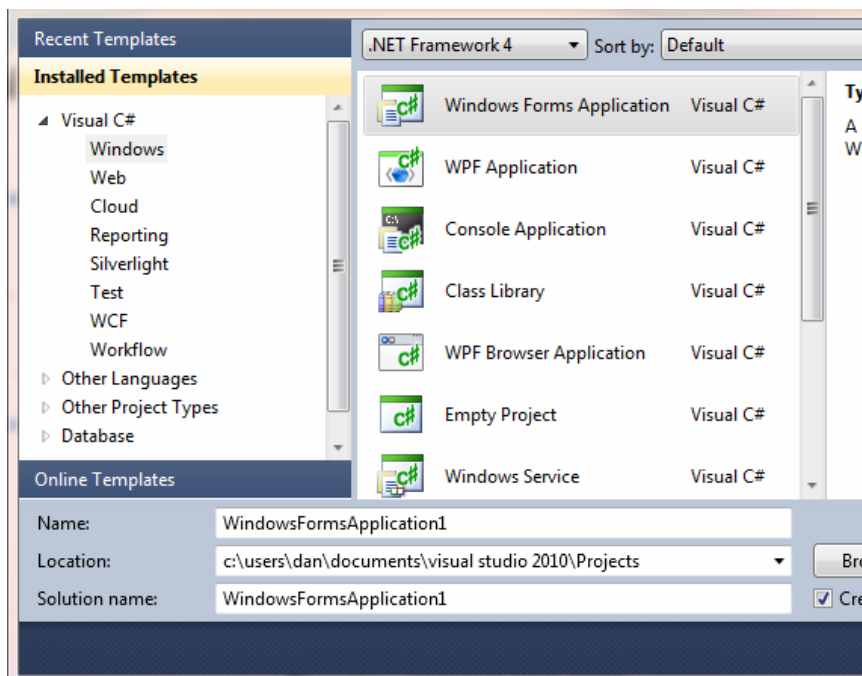 Recent Templates
Installed Templates
Visual C#
Windows
Web
Cloud
Reporting
Silverlight
Test
WCF
Workflow
Other Languages
Other Project Types
Database
Online Templates
.NET Framework 4 Sort by: Default
Windows Forms Application Visual C#
WPF Application Visual C#
Console Application Visual C#
Class Library Visual C#
WPF Browser Application Visual C#
Empty Project Visual C#
Windows Service Visual C#
Ty
A
W
Name: WindowsFormsApplication1
Location: c:\users\dan\documents\visual studio 2010\Projects Bro
Solution name: WindowsFormsApplication1 Cre